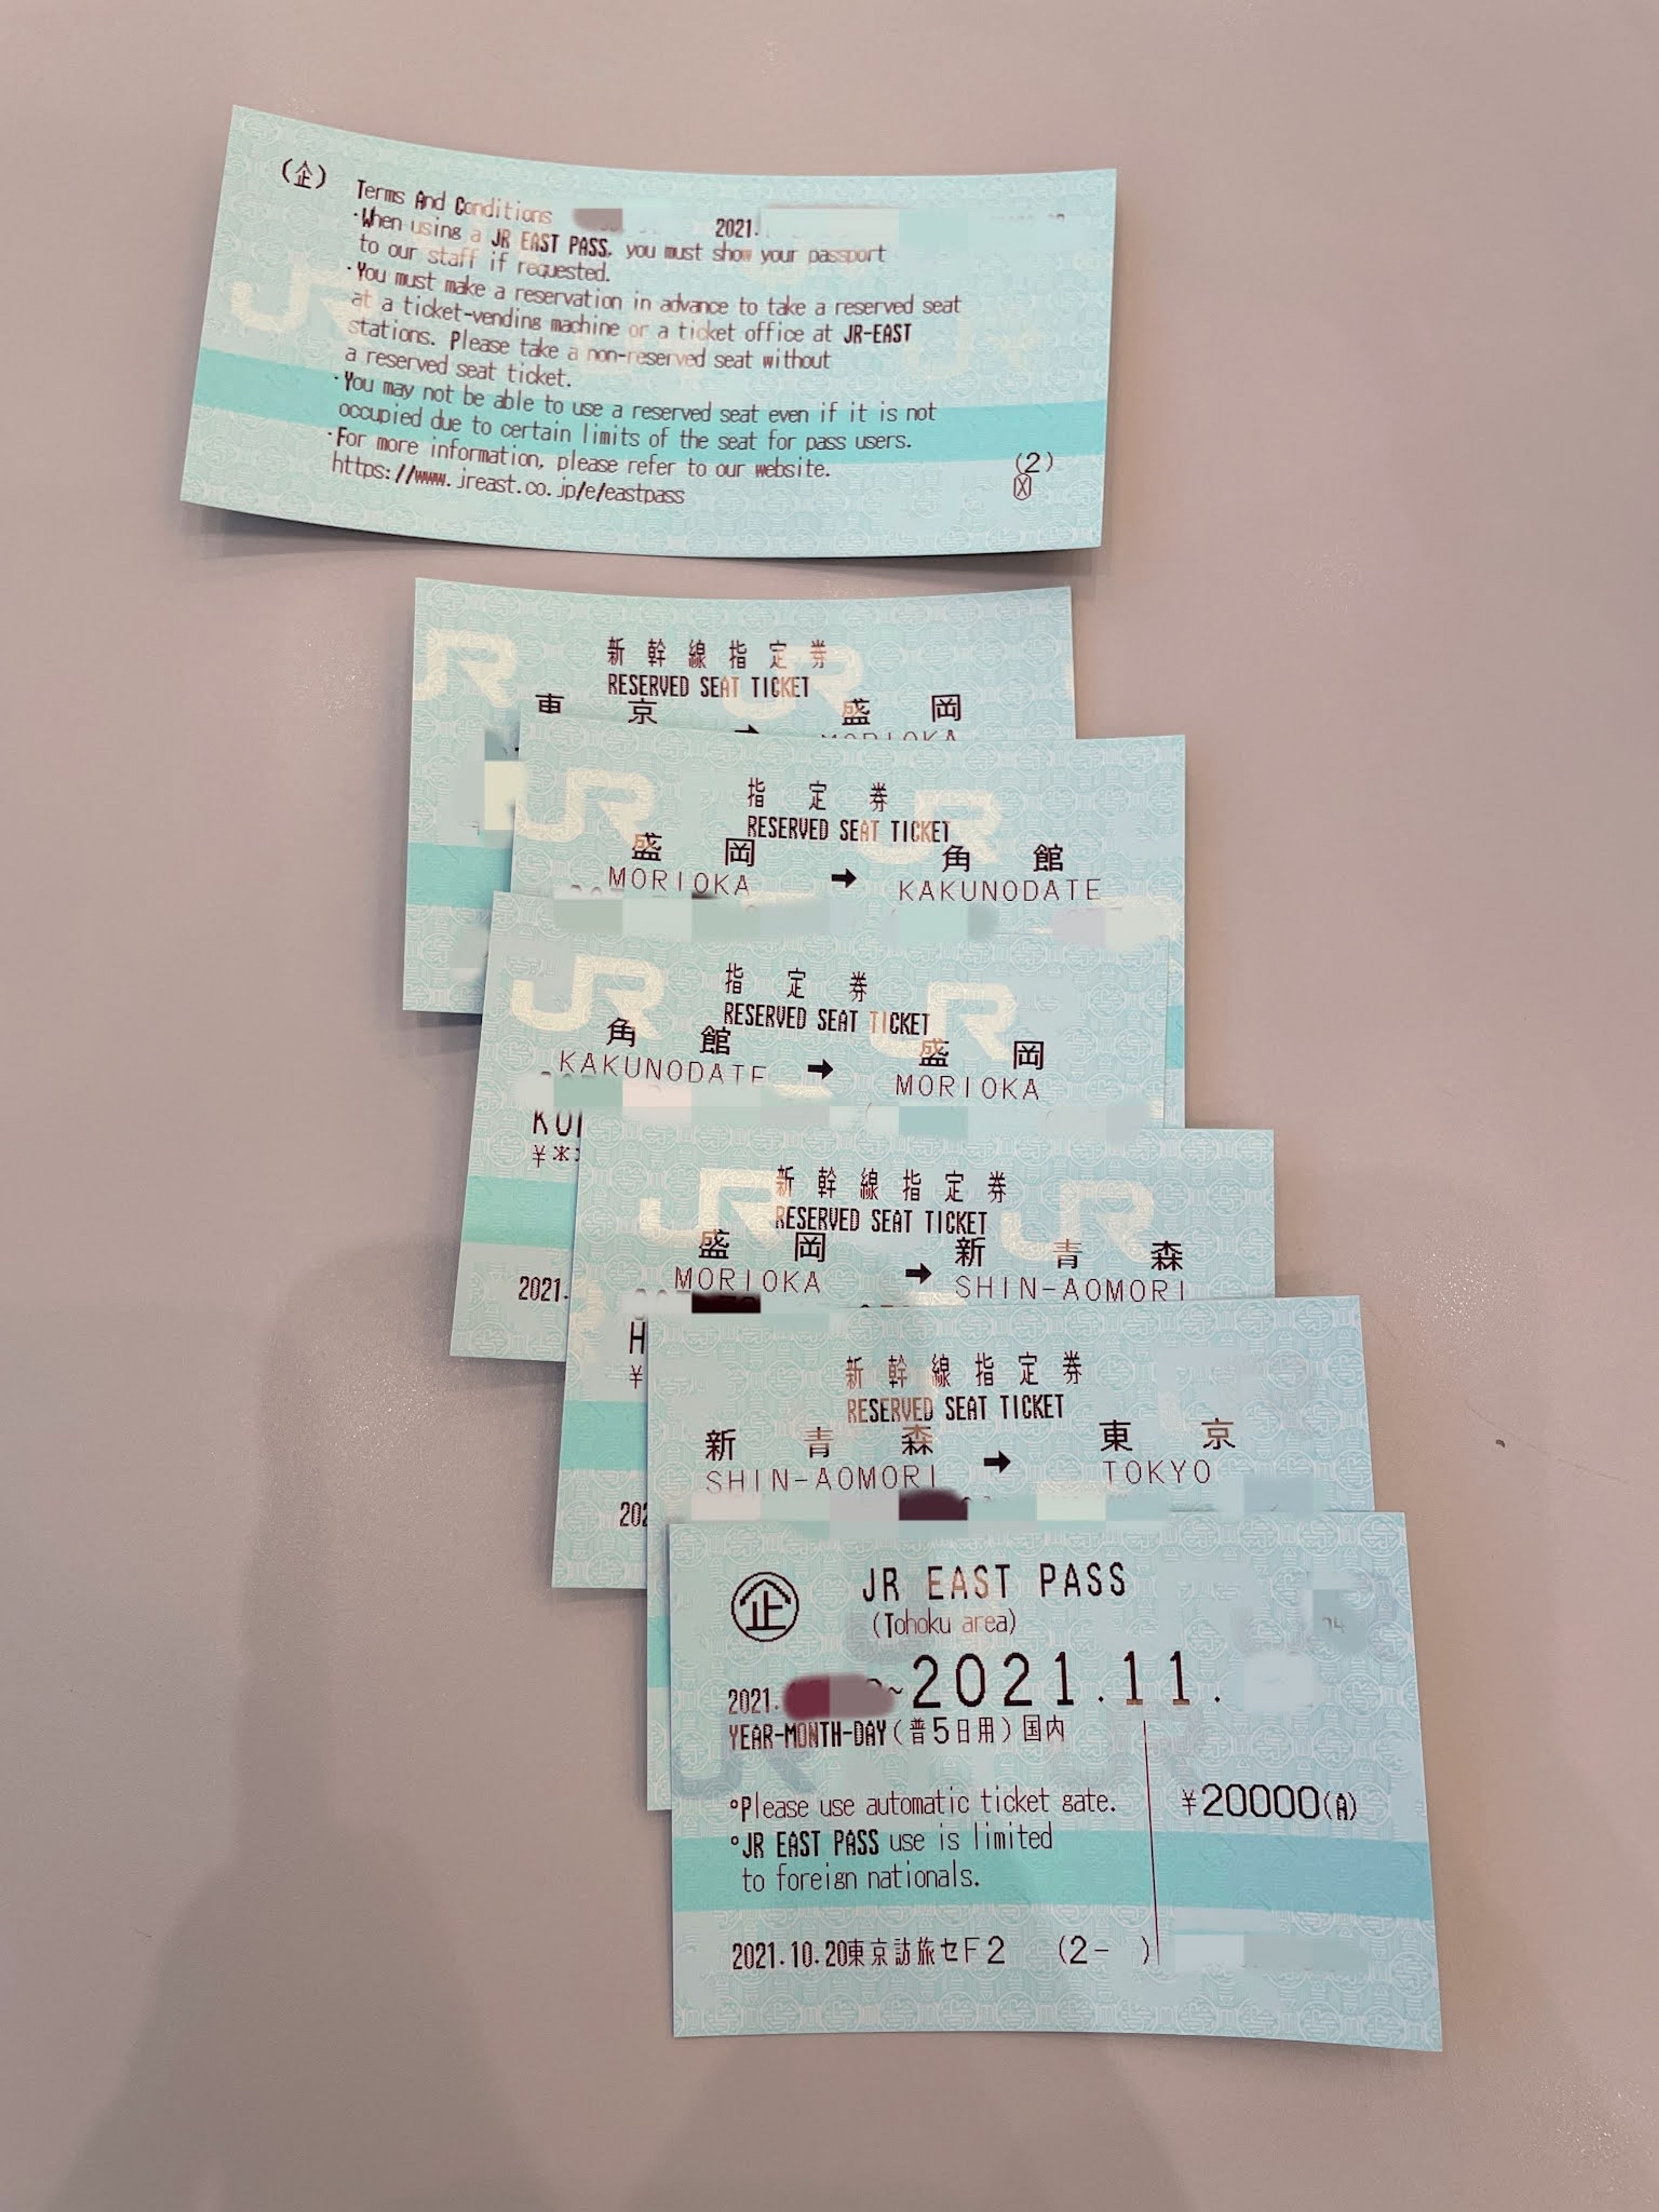 (企)
Terms And Conditions
2021.
・When using a JR EAST PASS, you must show your passport
to our staff if requested.
・You must make a reservation in advance to take a reserved seat
at a ticket-vending machine or a ticket office at JR-EAST
stations. Please take a non-reserved seat without
a reserved seat ticket.
・You may not be able to use a reserved seat even if it is not
occupied due to certain limits of the seat for pass users.
・For more information, please refer to our website.
https://www.jreast.co.jp/e/eastpass
(2)
JR
新幹線指定券
RESERVED SEAT TICKET
東京 → 盛岡
MORIOKA
JR JR
指定券
RESERVED SEAT TICKET
盛岡 → 角館
MORIOKA KAKUNODATE
JR JR
指定券
RESERVED SEAT TICKET
角館 → 盛岡
KAKUNODATE MORIOKA
2021.
JR JR
新幹線指定券
RESERVED SEAT TICKET
盛岡 → 新青森
MORIOKA SHIN-AOMORI
新幹線指定券
RESERVED SEAT TICKET
新青森 → 東京
SHIN-AOMORI TOKYO
企
JR EAST PASS
(Tohoku area)
2021. ~2021.11.
YEAR-MONTH-DAY(普5日用)国内
°Please use automatic ticket gate.
¥20000(A)
°JR EAST PASS use is limited
to foreign nationals.
2021.10.20東京訪旅セF2 (2- )